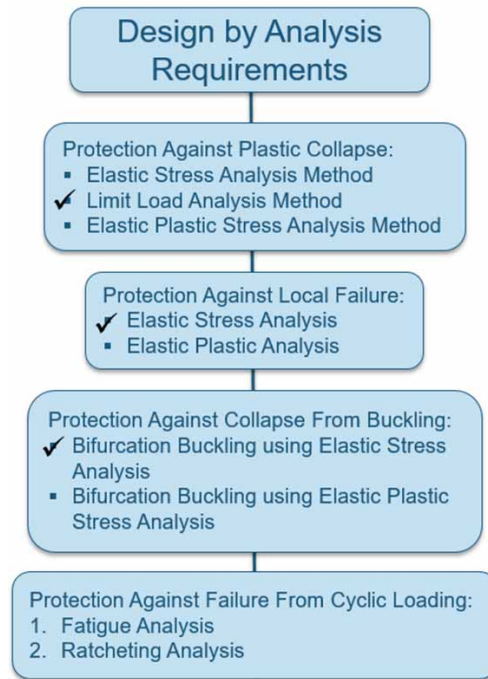 Design by Analysis
Requirements
Protection Against Plastic Collapse:
▪ Elastic Stress Analysis Method
✓ Limit Load Analysis Method
▪ Elastic Plastic Stress Analysis Method
Protection Against Local Failure:
✓ Elastic Stress Analysis
▪ Elastic Plastic Analysis
Protection Against Collapse From Buckling:
✓ Bifurcation Buckling using Elastic Stress
Analysis
▪ Bifurcation Buckling using Elastic Plastic
Stress Analysis
Protection Against Failure From Cyclic Loading:
1. Fatigue Analysis
2. Ratcheting Analysis